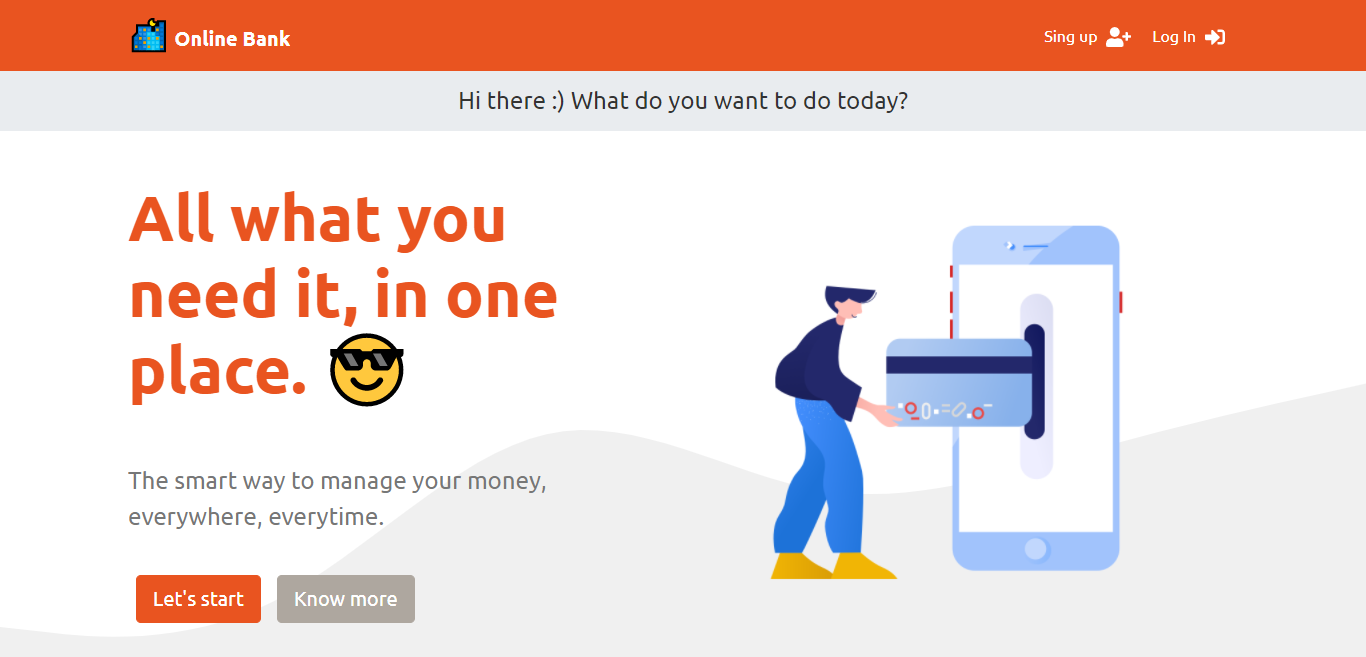 Online Bank
Sing up
Log In
Hi there :) What do you want to do today?
All what you
need it, in one
place. 😎
The smart way to manage your money,
everywhere, everytime.
Let's start
Know more